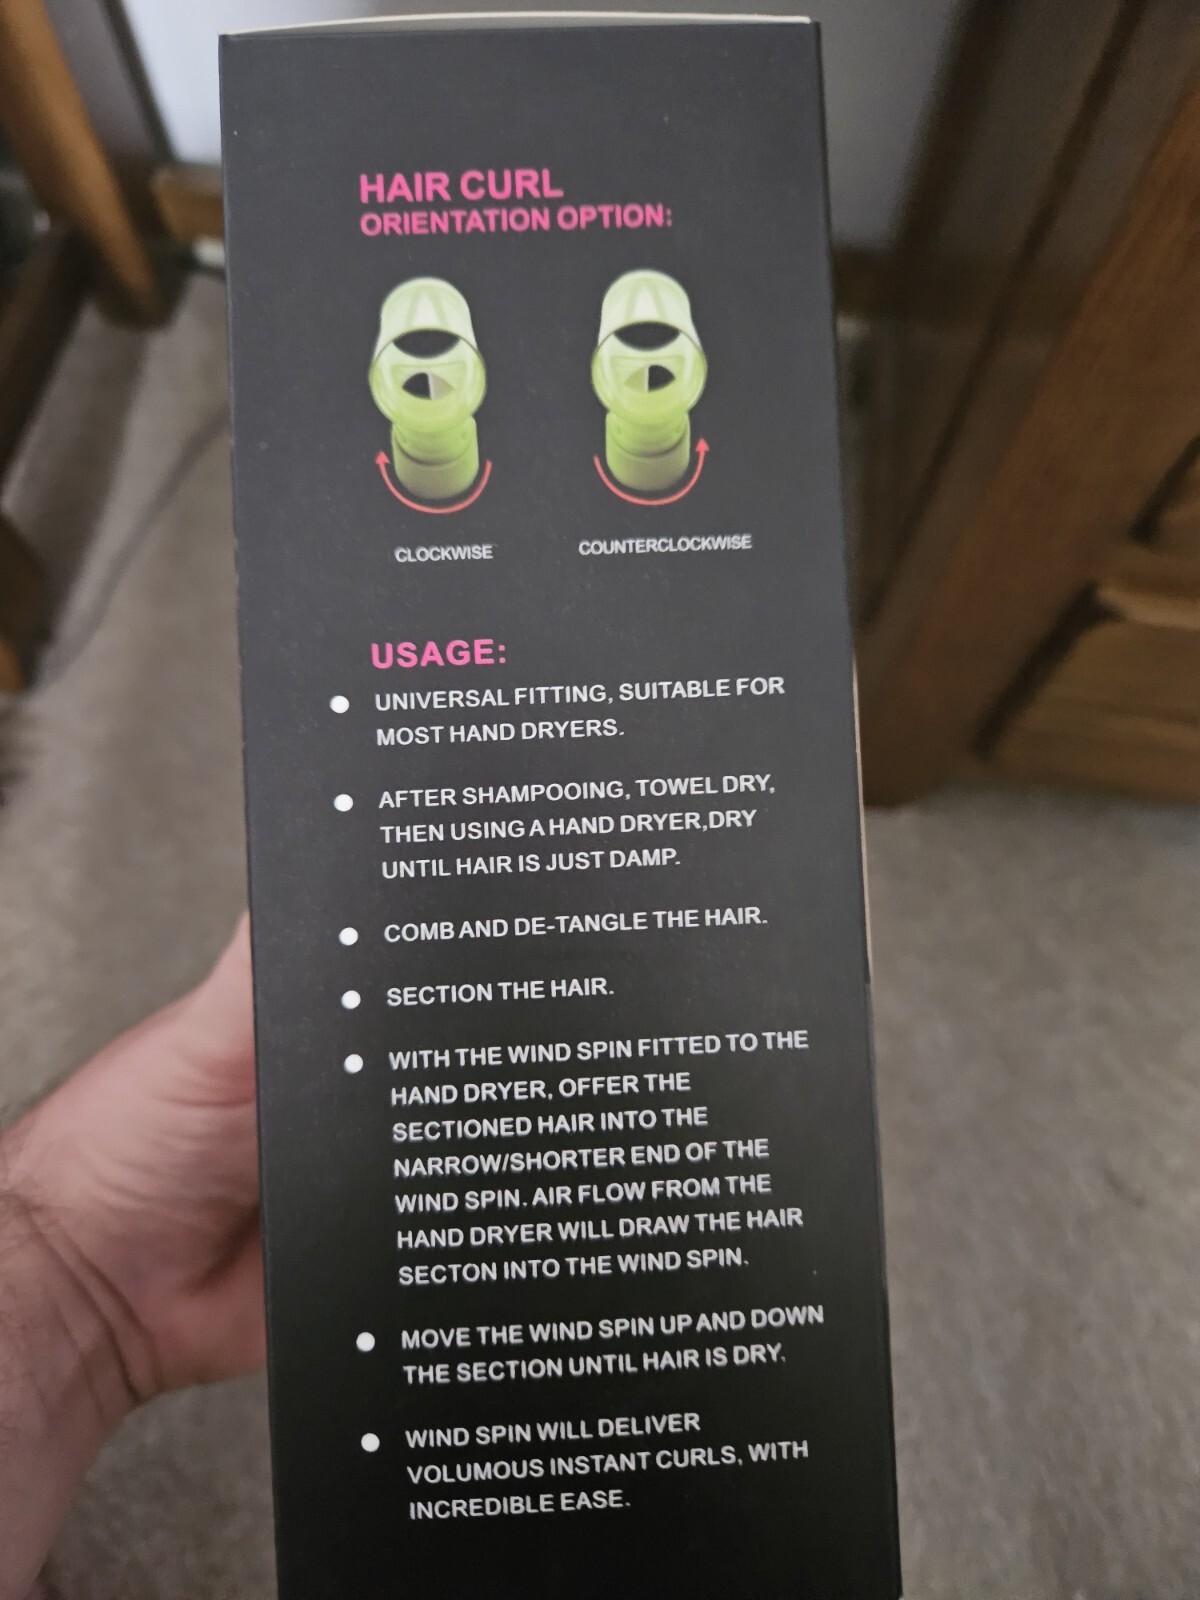 HAIR CURL
ORIENTATION OPTION:
CLOCKWISE
COUNTERCLOCKWISE
USAGE:
UNIVERSAL FITTING, SUITABLE FOR
MOST HAND DRYERS.
AFTER SHAMPOOING, TOWEL DRY,
THEN USING A HAND DRYER,DRY
UNTIL HAIR IS JUST DAMP.
COMB AND DE-TANGLE THE HAIR.
SECTION THE HAIR.
WITH THE WIND SPIN FITTED TO THE
HAND DRYER, OFFER THE
SECTIONED HAIR INTO THE
NARROW/SHORTER END OF THE
WIND SPIN. AIR FLOW FROM THE
HAND DRYER WILL DRAW THE HAIR
SECTON INTO THE WIND SPIN.
MOVE THE WIND SPIN UP AND DOWN
THE SECTION UNTIL HAIR IS DRY.
WIND SPIN WILL DELIVER
VOLUMOUS INSTANT CURLS, WITH
INCREDIBLE EASE.